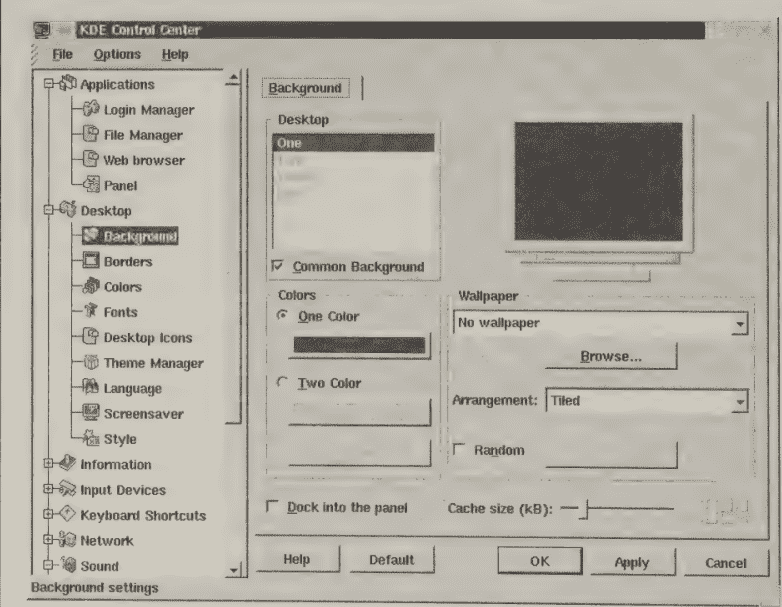 KDE Control Center
File Options Help
Applications
Login Manager
File Manager
Web browser
Panel
Desktop
Background
Borders
Colors
Fonts
Desktop Icons
Theme Manager
Language
Screensaver
Style
Information
Input Devices
Keyboard Shortcuts
Network
Sound
Background
Desktop
One
Common Background
Colors
One Color
Two Color
Wallpaper
No wallpaper
Browse...
Arrangement: Tiled
Random
Dock into the panel
Cache size (kB):
Help Default OK Apply Cancel
Background settings